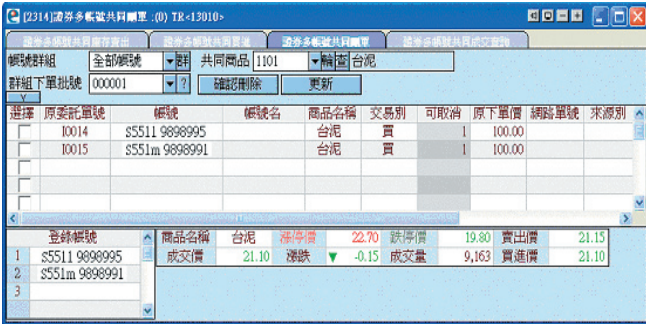 [2314]證券多帳號共同刪單:(0) TR<13010>
證券多帳號共同庫存賣出 證券多帳號共同買進 證券多帳號共同刪單 證券多帳號共同成交查詢
帳號群組 全部帳號 群 共同商品 1101 輸 查 台泥
群組下單批號 000001 ? 確認刪除 更新
Y
選擇 原委託單號 帳號 帳號名 商品名稱 交易別 可取消 原下單價 網路單號 來源別
I0014 S5511 9898995 台泥 買 1 100.00
I0015 S551m 9898991 台泥 買 1 100.00
登錄帳號 商品名稱 台泥 漲停價 22.70 跌停價 19.80 賣出價 21.15
1 S5511 9898995 成交價 21.10 漲跌 ▼ -0.15 成交量 9,163 買進價 21.10
2 S551m 9898991
3